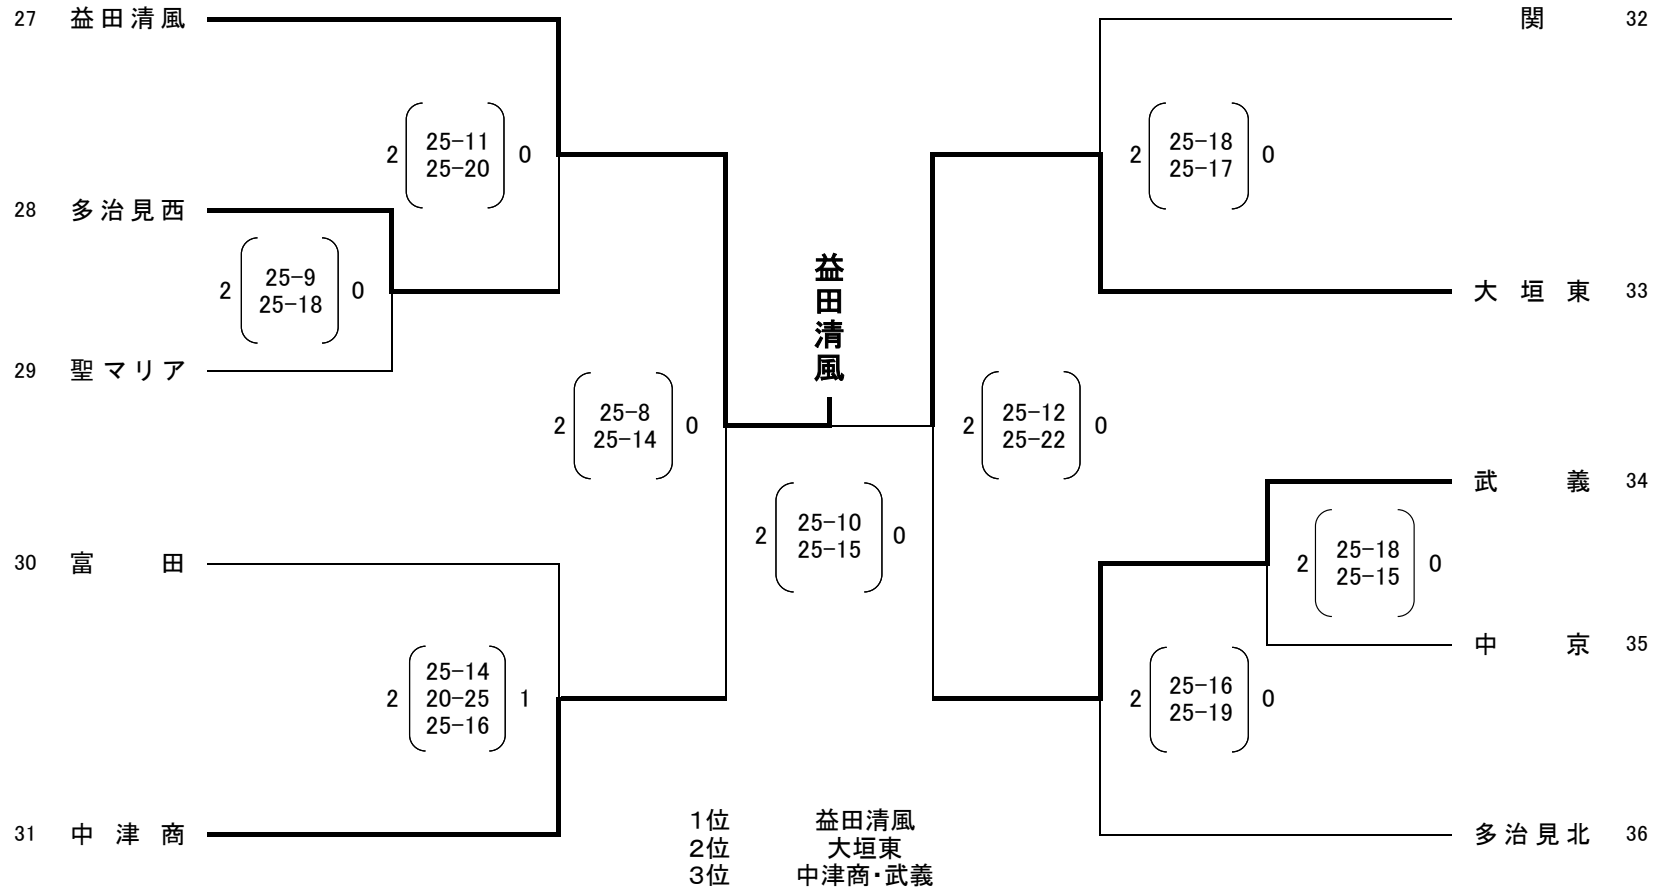 27 益田清風
関 32
2 25-11 0
25-20
2 25-18 0
25-17
28 多治見西
2 25-9 0
25-18
益田清風
大垣東 33
29 聖マリア
2 25-8 0
25-14
2 25-12 0
25-22
武義 34
2 25-10 0
25-15
30 富田
2 25-18 0
25-15
中京 35
2 25-14 1
20-25
25-16
2 25-16 0
25-19
31 中津商
多治見北 36
1位 益田清風
2位 大垣東
3位 中津商・武義